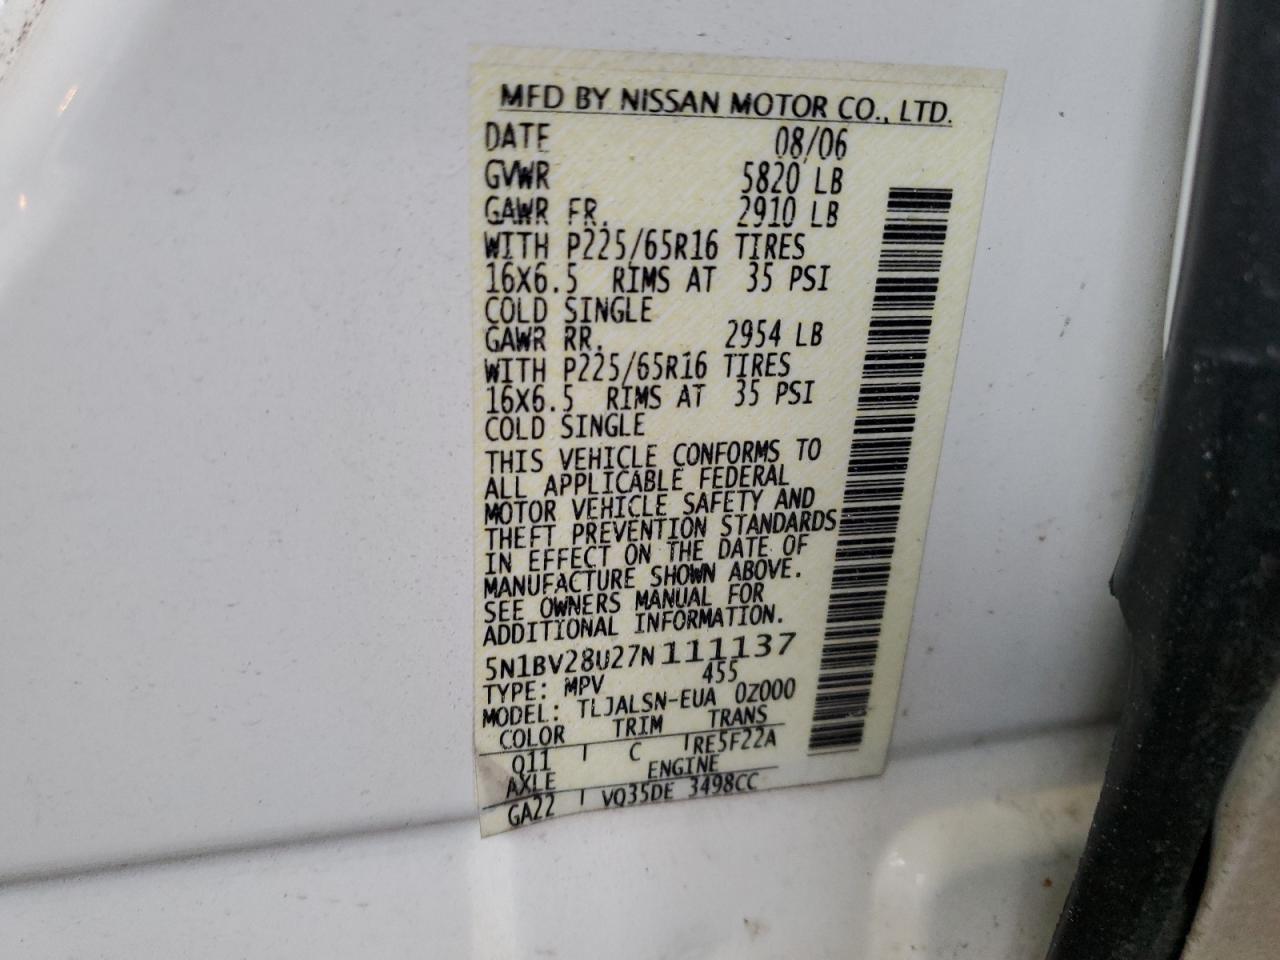 MFD BY NISSAN MOTOR CO., LTD.
DATE 08/06
GVWR 5820 LB
GAWR FR. 2910 LB
WITH P225/65R16 TIRES
16X6.5 RIMS AT 35 PSI
COLD SINGLE
GAWR RR. 2954 LB
WITH P225/65R16 TIRES
16X6.5 RIMS AT 35 PSI
COLD SINGLE
THIS VEHICLE CONFORMS TO
ALL APPLICABLE FEDERAL
MOTOR VEHICLE SAFETY AND
THEFT PREVENTION STANDARDS
IN EFFECT ON THE DATE OF
MANUFACTURE SHOWN ABOVE.
SEE OWNERS MANUAL FOR
ADDITIONAL INFORMATION.
5N1BV28U27N111137
TYPE: MPV 455
MODEL: TLJALSN-EUA 0Z000
COLOR TRIM TRANS
Q11 C RE5F22A
AXLE ENGINE
GA22 VQ35DE 3498CC